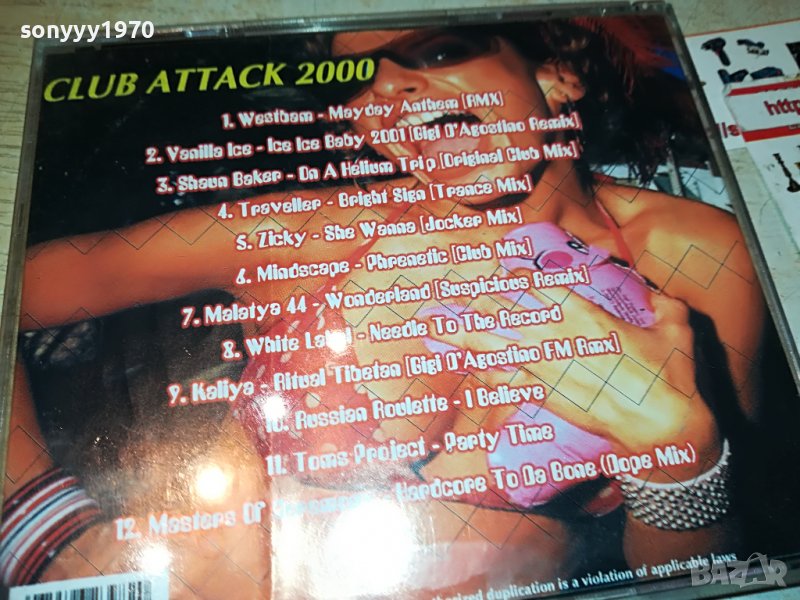 sonyyy1970
CLUB ATTACK 2000
1. Westbam - Mayday Anthem [RMX]
2. Vanilla Ice - Ice Ice Baby 2001 [Gigi D'Agostino Remix]
3. Shaun Baker - On A Helium Trip [Original Club Mix]
4. Traveller - Bright Sign [Trance Mix]
5. Zicky - She Wanna [Jocker Mix]
6. Mindscape - Phrenetic [Club Mix]
7. Malatya 44 - Wonderland [Suspicious Remix]
8. White Label - Needle To The Record
9. Kaliya - Ritual Tibetan [Gigi D'Agostino FM Rmx]
10. Russian Roulette - I Believe
11. Toms Project - Party Time
12. Masters Of - Hardcore To Da Bone (Dope Mix)
duplication is a violation of applicable laws
http
BAZAR